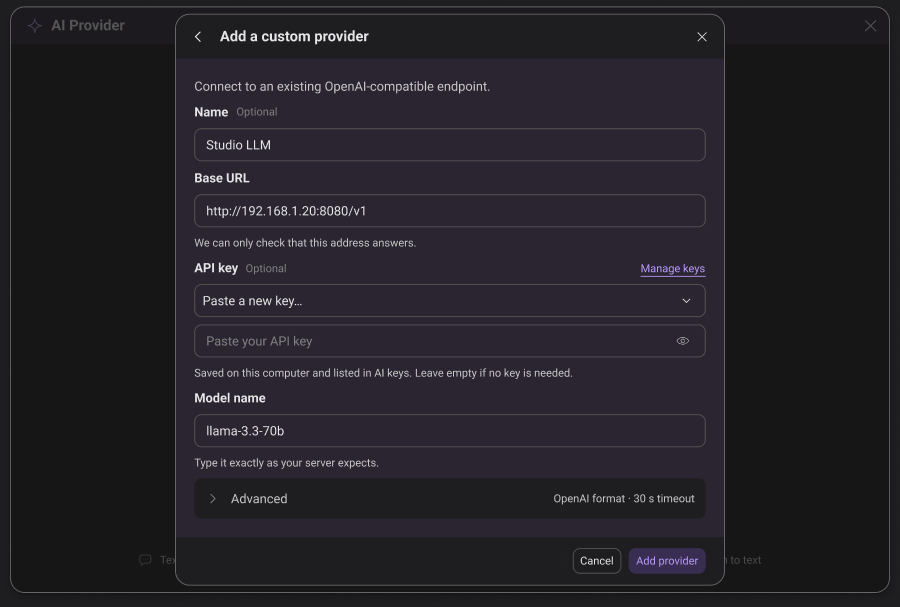 AI Provider
Add a custom provider
Connect to an existing OpenAI-compatible endpoint.
Name Optional
Studio LLM
Base URL
http://192.168.1.20:8080/v1
We can only check that this address answers.
API key Optional Manage keys
Paste a new key...
Paste your API key
Saved on this computer and listed in AI keys. Leave empty if no key is needed.
Model name
llama-3.3-70b
Type it exactly as your server expects.
Advanced OpenAI format · 30 s timeout
to text
Cancel Add provider